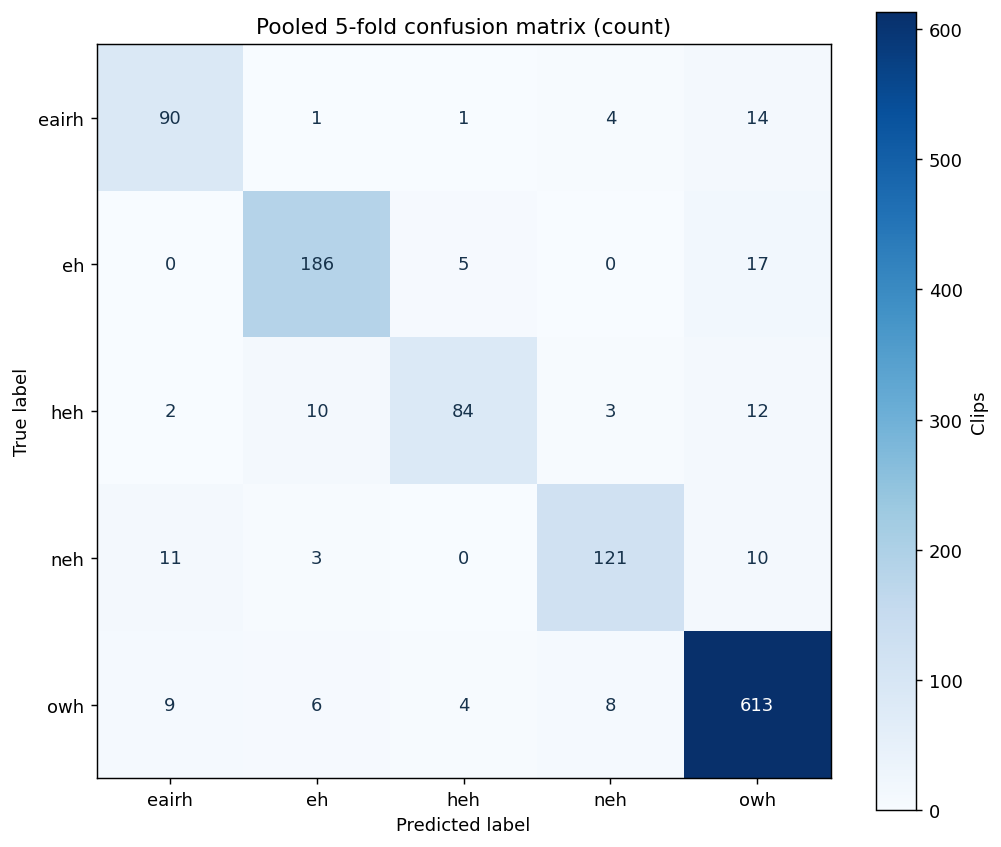 Pooled 5-fold confusion matrix (count)
True label
eairh 90 1 1 4 14
eh 0 186 5 0 17
heh 2 10 84 3 12
neh 11 3 0 121 10
owh 9 6 4 8 613
eairh eh heh neh owh
Predicted label
600
500
400
300
200
100
0
Clips